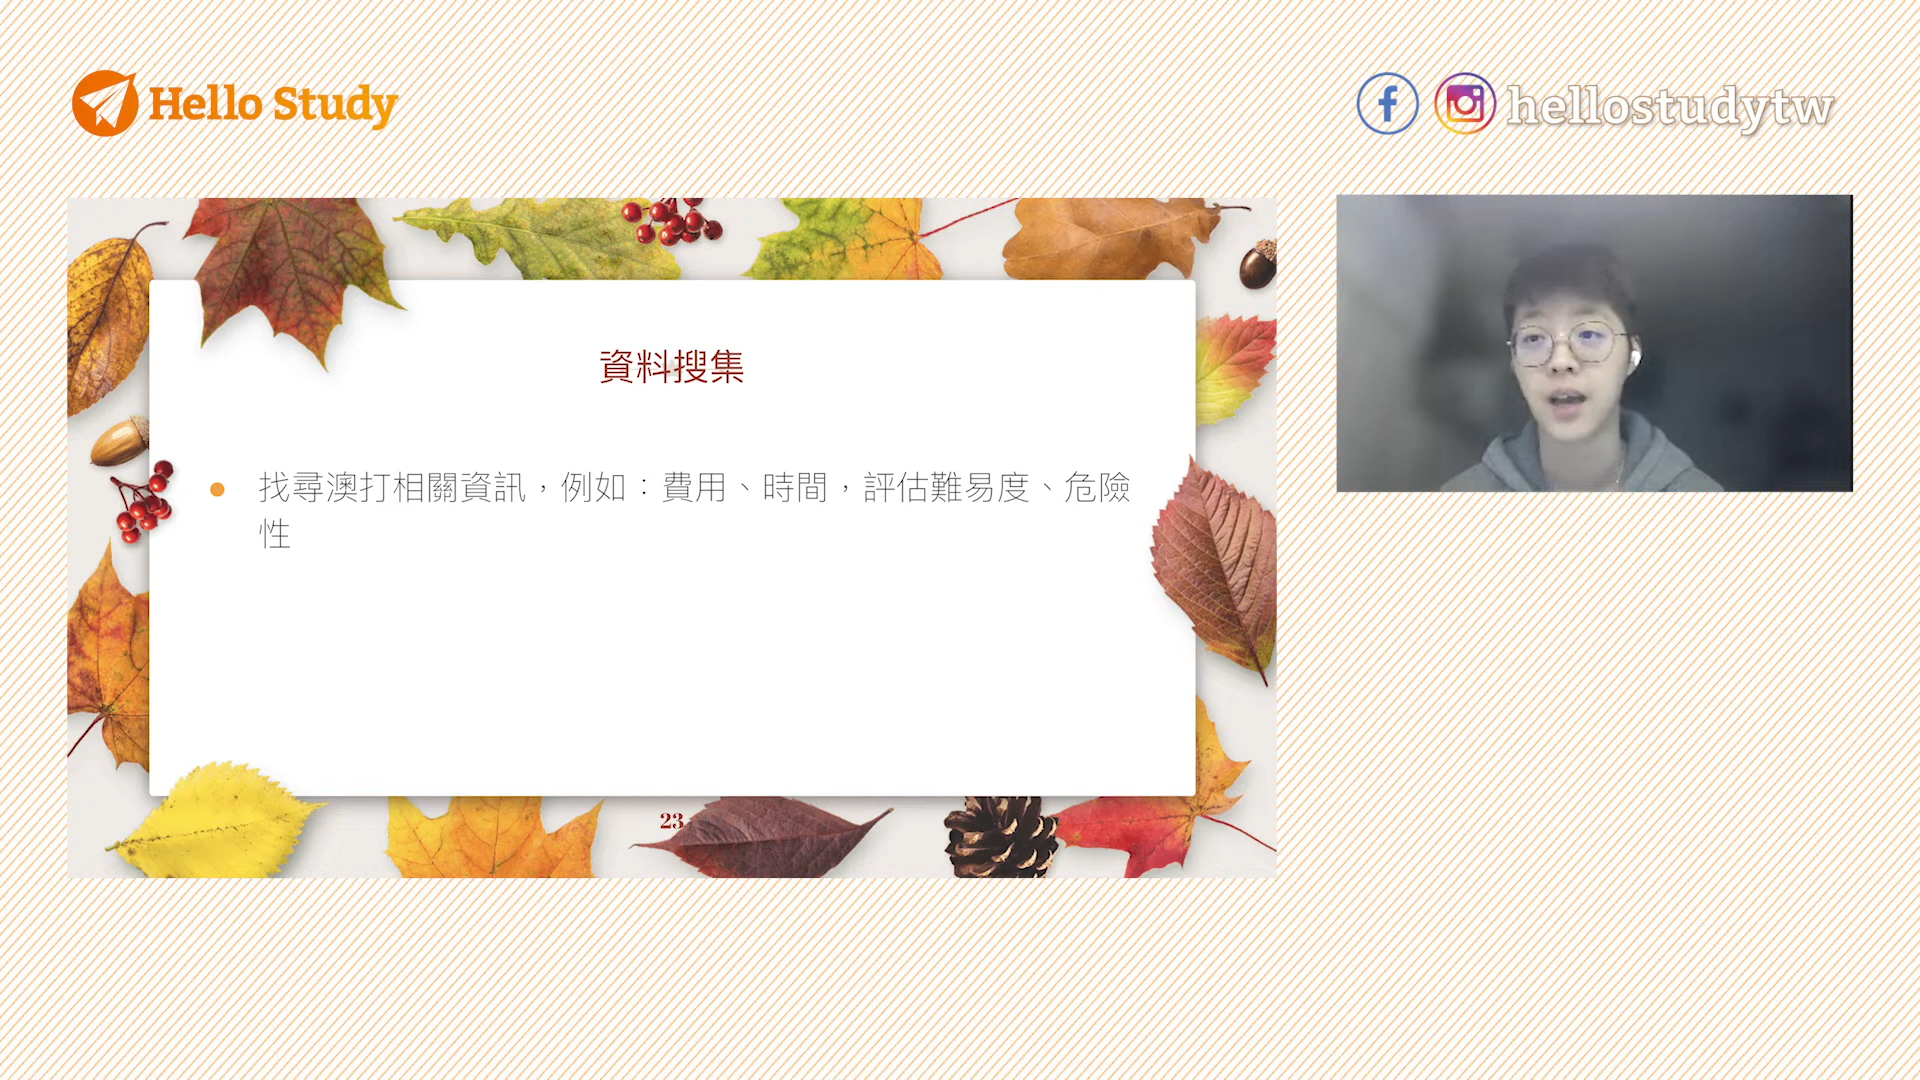 Hello Study
hellostudytw
資料搜集
找尋澳打相關資訊，例如：費用、時間，評估難易度、危險
性
23